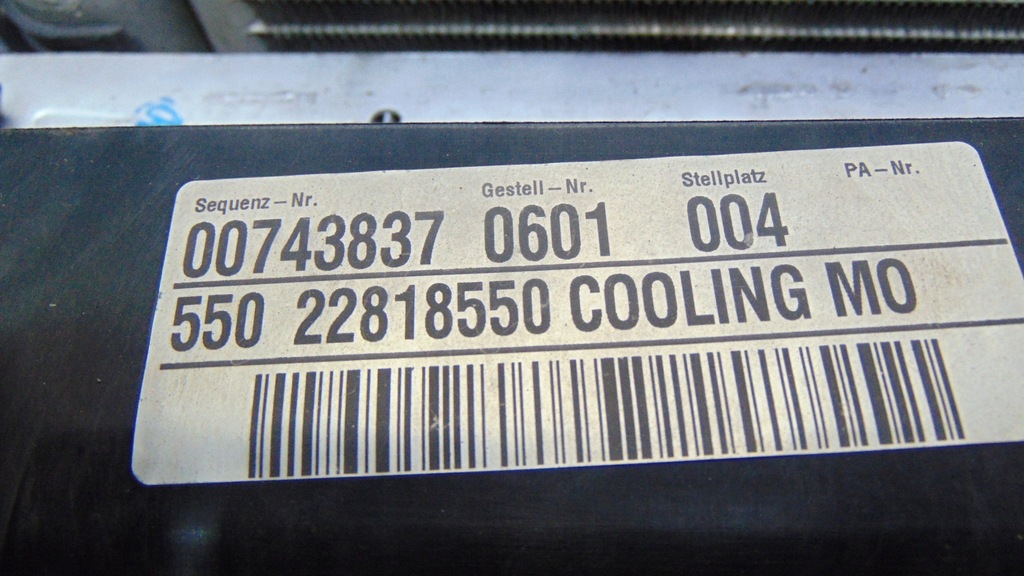 Sequenz-Nr. Gestell-Nr. Stellplatz PA-Nr.
00743837 0601 004
550 22818550 COOLING MO